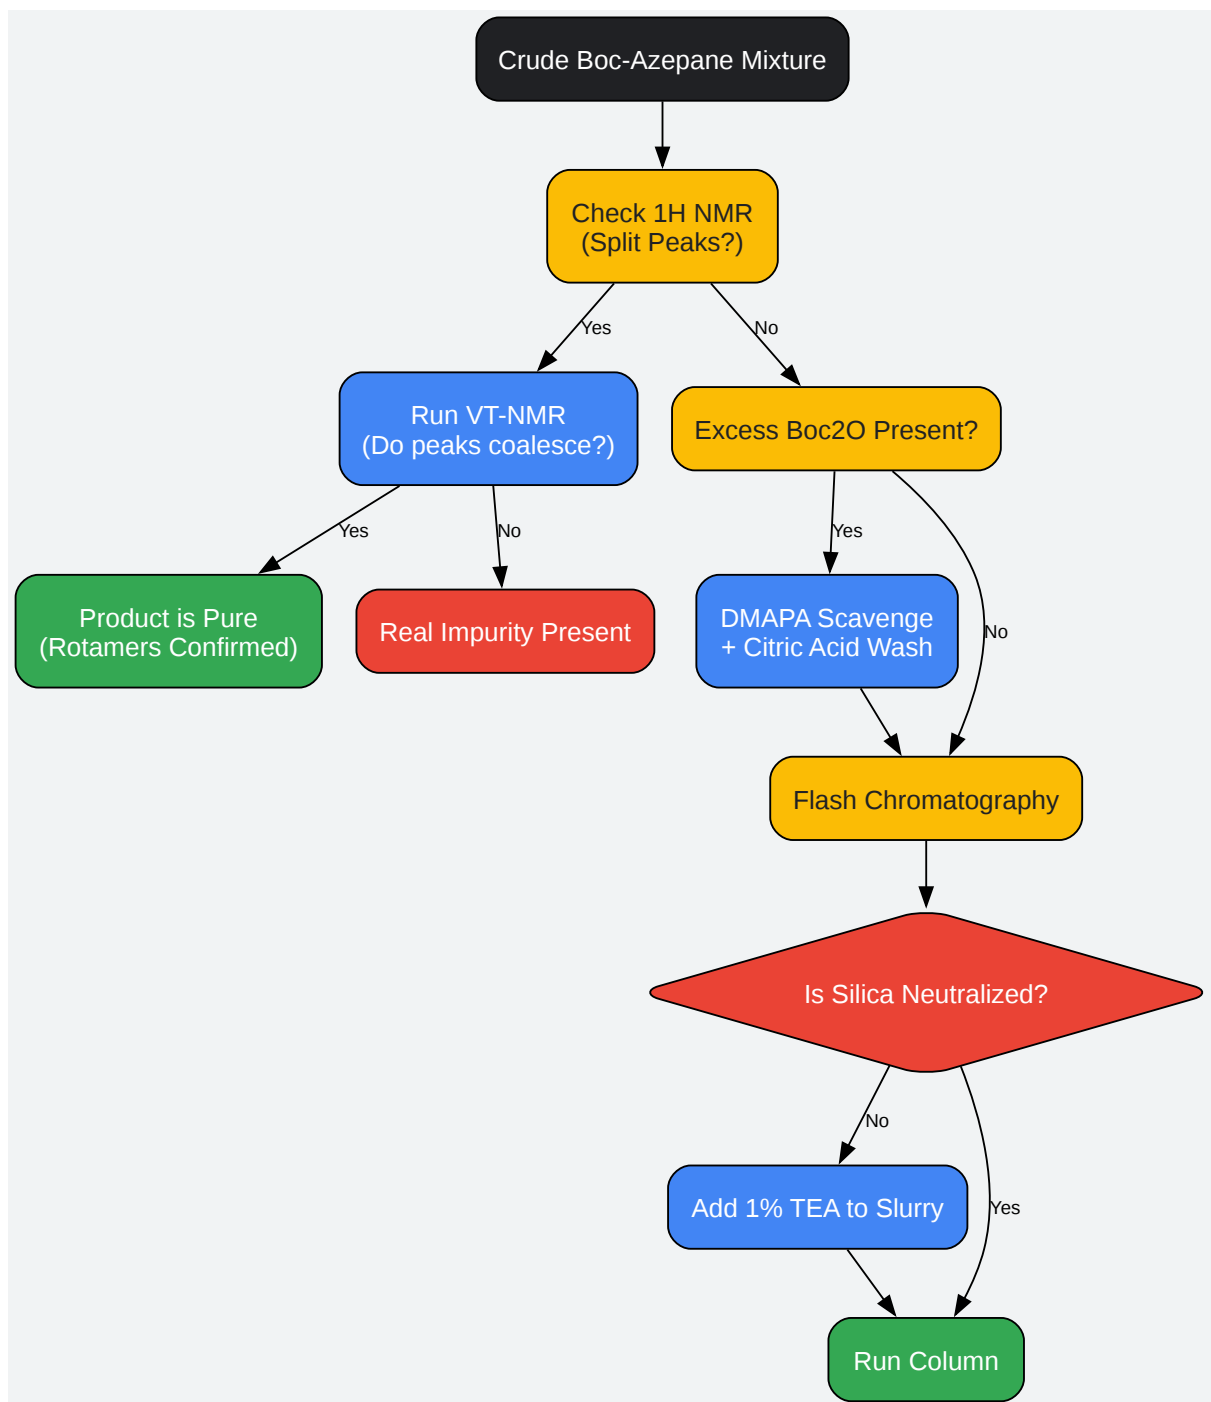 Crude Boc-Azepane Mixture
Check 1H NMR
(Split Peaks?)
Yes
No
Run VT-NMR
(Do peaks coalesce?)
Excess Boc2O Present?
Yes
No
Yes
No
Product is Pure
(Rotamers Confirmed)
Real Impurity Present
DMAPA Scavenge
+ Citric Acid Wash
Flash Chromatography
Is Silica Neutralized?
No
Yes
Add 1% TEA to Slurry
Run Column